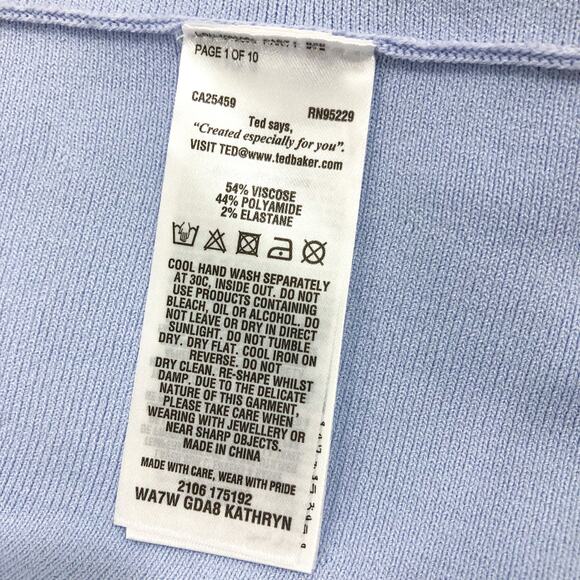 PAGE 1 OF 10
CA25459 RN95229
Ted says,
“Created especially for you”.
VISIT TED@www.tedbaker.com
54% VISCOSE
44% POLYAMIDE
2% ELASTANE
COOL HAND WASH SEPARATELY
AT 30C, INSIDE OUT. DO NOT
USE PRODUCTS CONTAINING
BLEACH, OIL OR ALCOHOL. DO
NOT LEAVE OR DRY IN DIRECT
SUNLIGHT. DO NOT TUMBLE
DRY. DRY FLAT. COOL IRON ON
REVERSE. DO NOT
DRY CLEAN. RE-SHAPE WHILST
DAMP. DUE TO THE DELICATE
NATURE OF THIS GARMENT,
PLEASE TAKE CARE WHEN
WEARING WITH JEWELLERY OR
NEAR SHARP OBJECTS.
MADE IN CHINA
MADE WITH CARE, WEAR WITH PRIDE
2106 175192
WA7W GDA8 KATHRYN